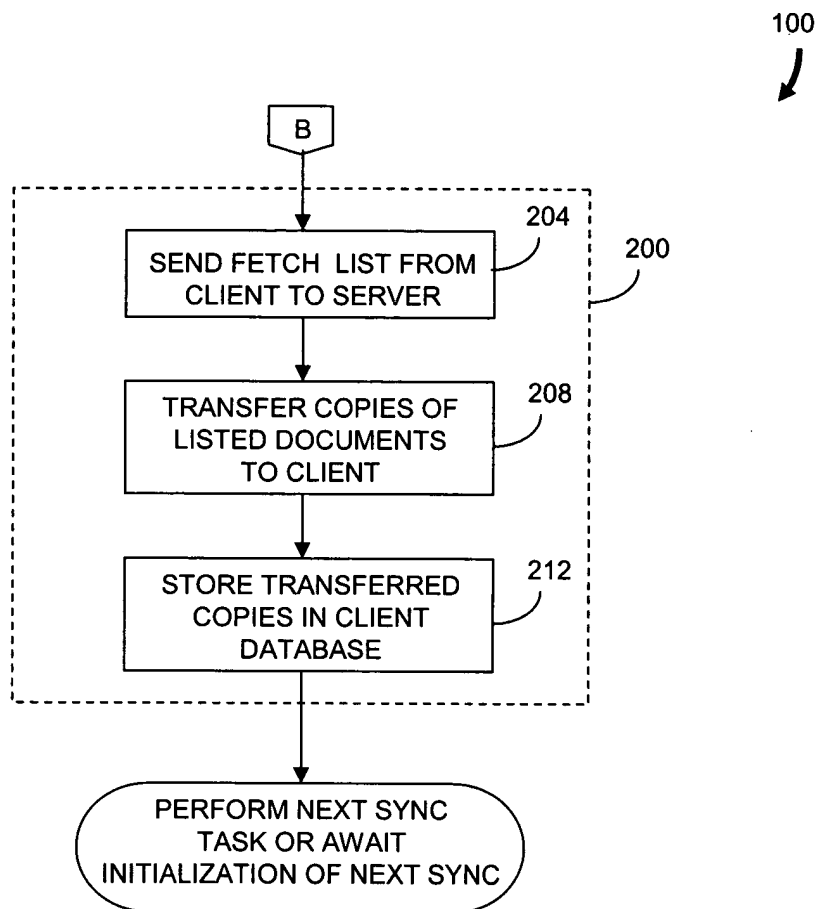 100
B
204
SEND FETCH LIST FROM
CLIENT TO SERVER
200
208
TRANSFER COPIES OF
LISTED DOCUMENTS
TO CLIENT
212
STORE TRANSFERRED
COPIES IN CLIENT
DATABASE
PERFORM NEXT SYNC
TASK OR AWAIT
INITIALIZATION OF NEXT SYNC